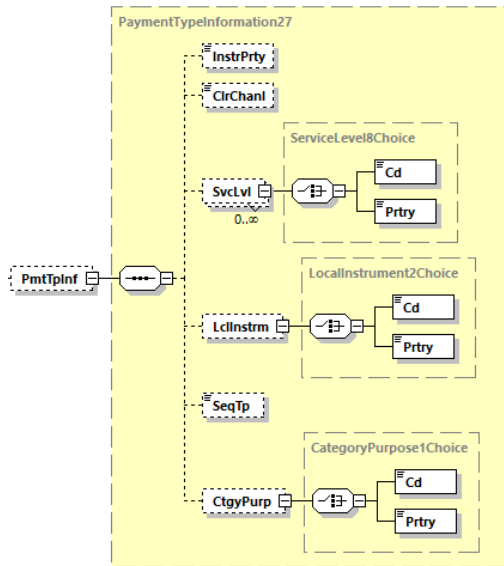 PaymentTypeInformation27
InstrPrty
ClrChanl
ServiceLevel8Choice
Cd
SvcLvl
Prtry
0..∞
LocalInstrument2Choice
PmtTpInf
Cd
LclInstrm
Prtry
SeqTp
CategoryPurpose1Choice
Cd
CtgyPurp
Prtry